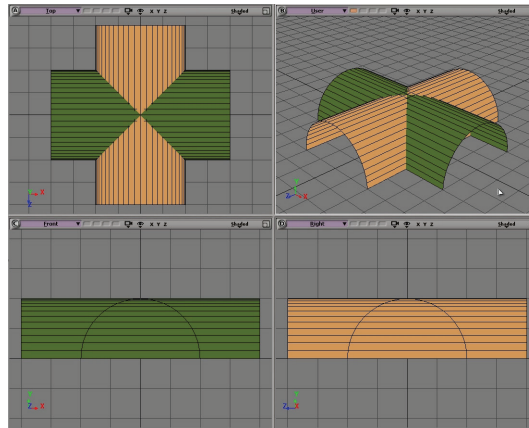 A Top X Y Z Shaded
B User X Y Z Shaded
Y X
Z
Y
Z X
C Front X Y Z Shaded
D Right X Y Z Shaded
Y
Z X
Y
Z X